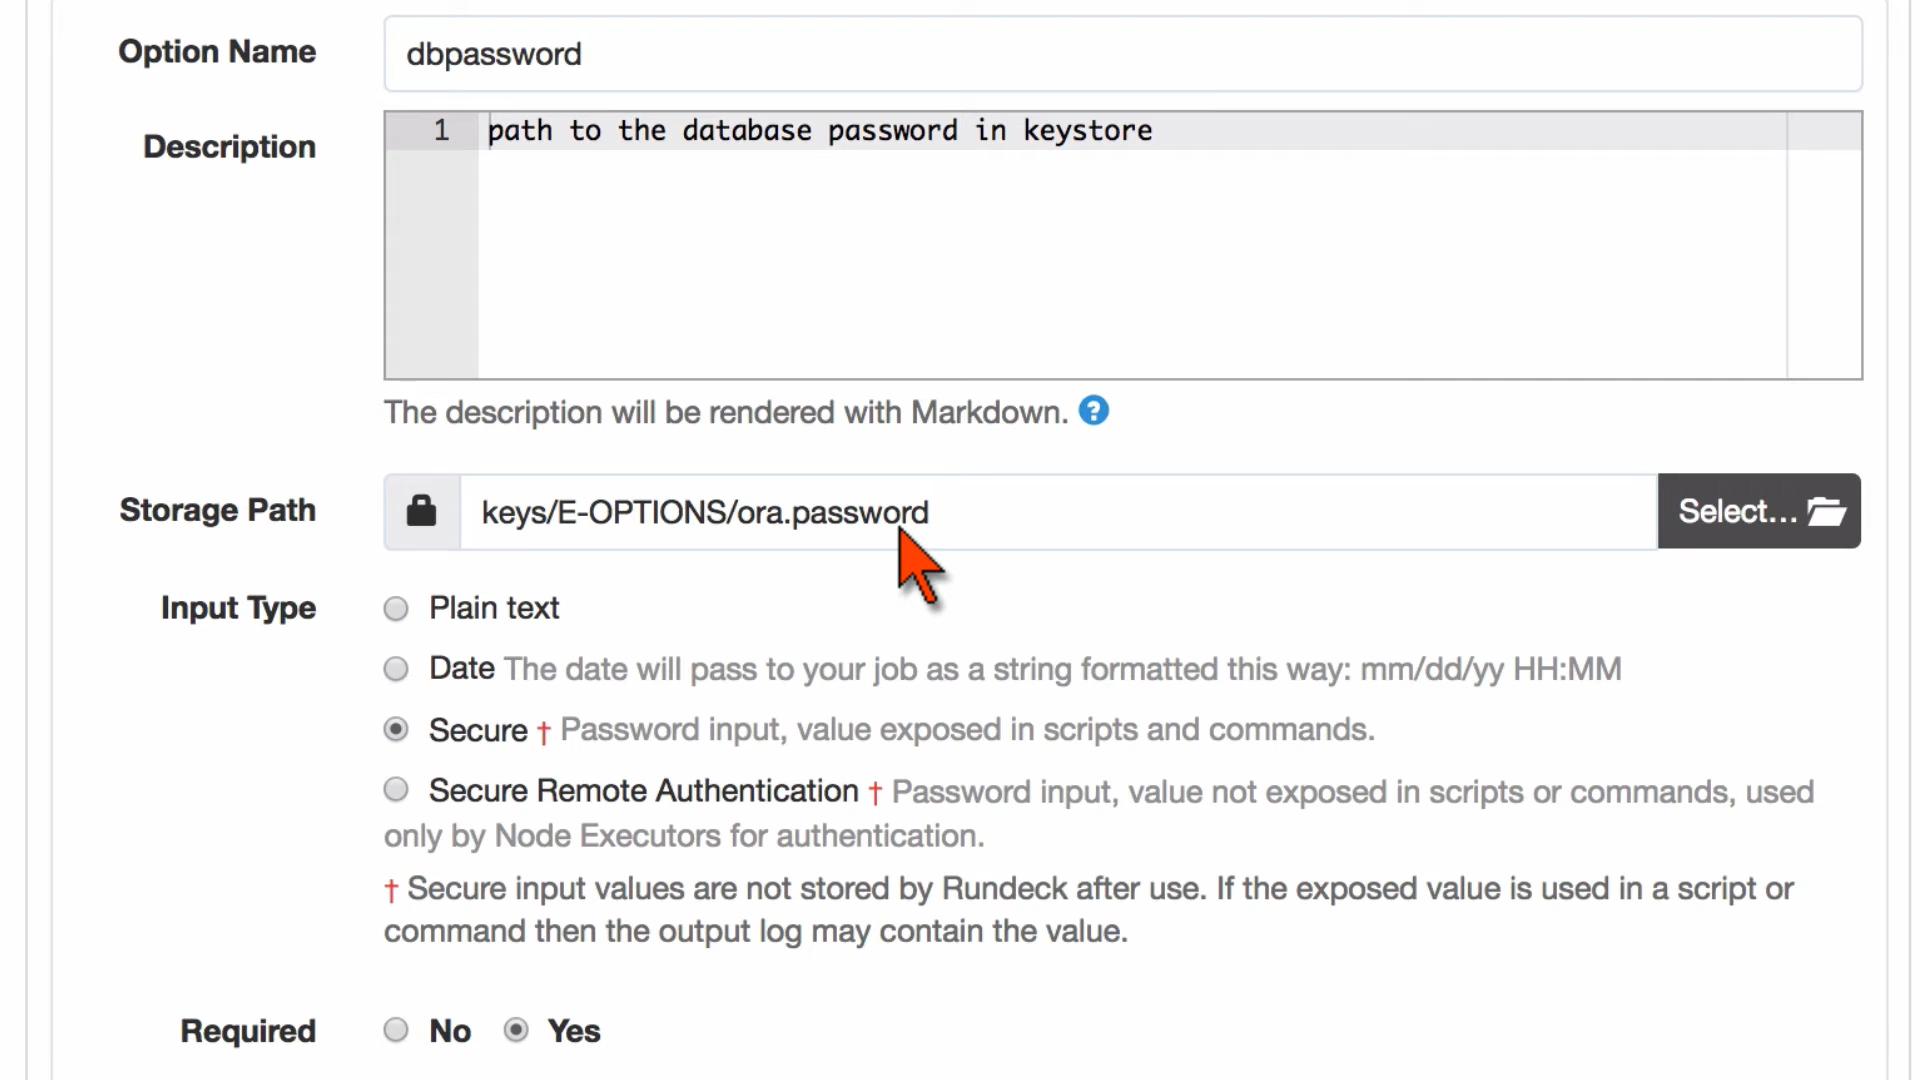 Option Name
dbpassword
Description
1 path to the database password in keystore
The description will be rendered with Markdown. ?
Storage Path
keys/E-OPTIONS/ora.password
Select...
Input Type
Plain text
Date The date will pass to your job as a string formatted this way: mm/dd/yy HH:MM
Secure † Password input, value exposed in scripts and commands.
Secure Remote Authentication † Password input, value not exposed in scripts or commands, used
only by Node Executors for authentication.
† Secure input values are not stored by Rundeck after use. If the exposed value is used in a script or
command then the output log may contain the value.
Required
No Yes